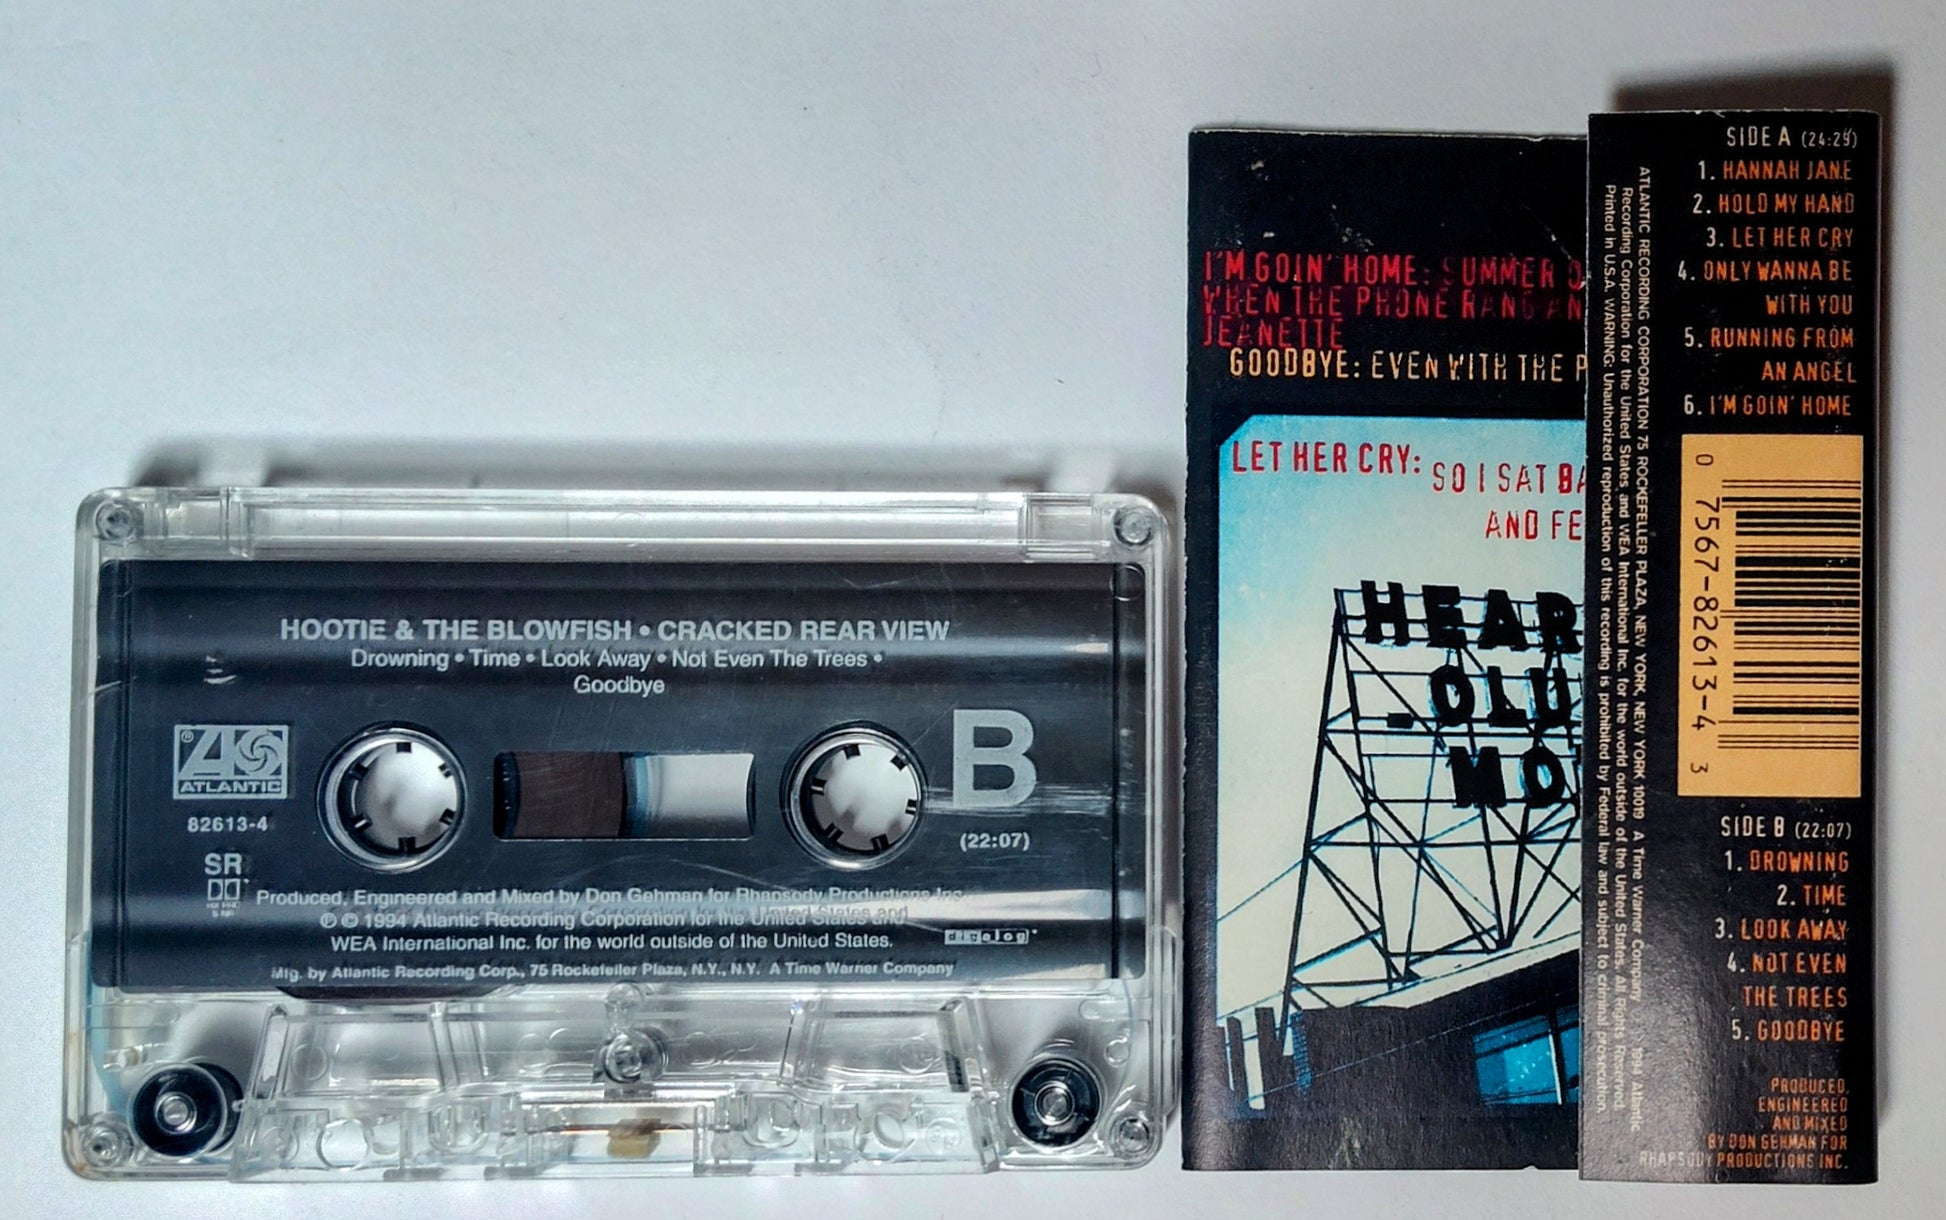 HOOTIE & THE BLOWFISH • CRACKED REAR VIEW
Drowning • Time • Look Away • Not Even The Trees •
Goodbye
®
ATLANTIC
82613-4
SR
B
(22:07)
Produced, Engineered and Mixed by Don Gehman for Rhapsody Productions Inc.
℗ © 1994 Atlantic Recording Corporation for the United States and
WEA International Inc. for the world outside of the United States.
digalog
Mfg. by Atlantic Recording Corp., 75 Rockefeller Plaza, N.Y., N.Y. A Time Warner Company
I'M GOIN' HOME: SUMMER
WHEN THE PHONE RANG
JEANETTE
GOODBYE: EVEN WITH THE P
LET HER CRY: SO I SAT BA
AND FE
HEAR
OLU
MO
ATLANTIC RECORDING CORPORATION 75 ROCKEFELLER PLAZA, NEW YORK, NEW YORK 10019 A Time Warner Company 1994 Atlantic
Recording Corporation for the United States and WEA International Inc. for the world outside of the United States. All Rights Reserved.
Printed in U.S.A. WARNING: Unauthorized reproduction of this recording is prohibited by Federal law and subject to criminal prosecution.
SIDE A (24:29)
1. HANNAH JANE
2. HOLD MY HAND
3. LET HER CRY
4. ONLY WANNA BE
WITH YOU
5. RUNNING FROM
AN ANGEL
6. I'M GOIN' HOME
0 7567-82613-4 3
SIDE B (22:07)
1. DROWNING
2. TIME
3. LOOK AWAY
4. NOT EVEN
THE TREES
5. GOODBYE
PRODUCED,
ENGINEERED
AND MIXED
BY DON GEHMAN FOR
RHAPSODY PRODUCTIONS INC.